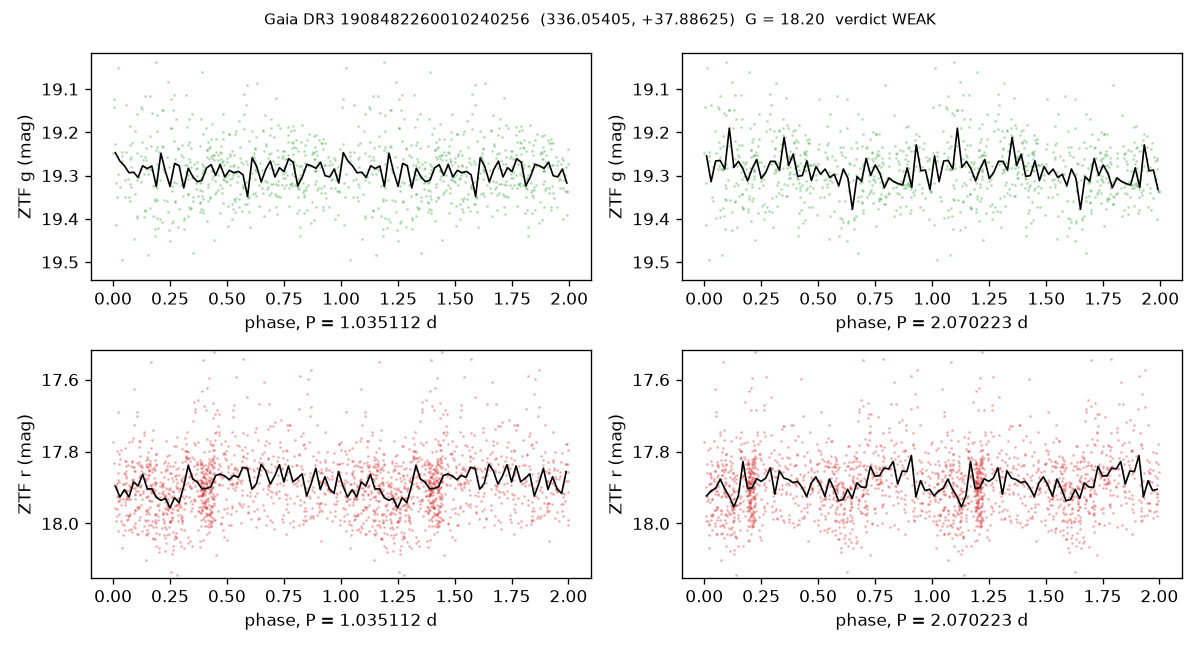 Gaia DR3 1908482260010240256 (336.05405, +37.88625) G = 18.20 verdict WEAK
ZTF g (mag)
19.1
19.2
19.3
19.4
19.5
0.00 0.25 0.50 0.75 1.00 1.25 1.50 1.75 2.00
phase, P = 1.035112 d
ZTF g (mag)
19.1
19.2
19.3
19.4
19.5
0.00 0.25 0.50 0.75 1.00 1.25 1.50 1.75 2.00
phase, P = 2.070223 d
ZTF r (mag)
17.6
17.8
18.0
0.00 0.25 0.50 0.75 1.00 1.25 1.50 1.75 2.00
phase, P = 1.035112 d
ZTF r (mag)
17.6
17.8
18.0
0.00 0.25 0.50 0.75 1.00 1.25 1.50 1.75 2.00
phase, P = 2.070223 d